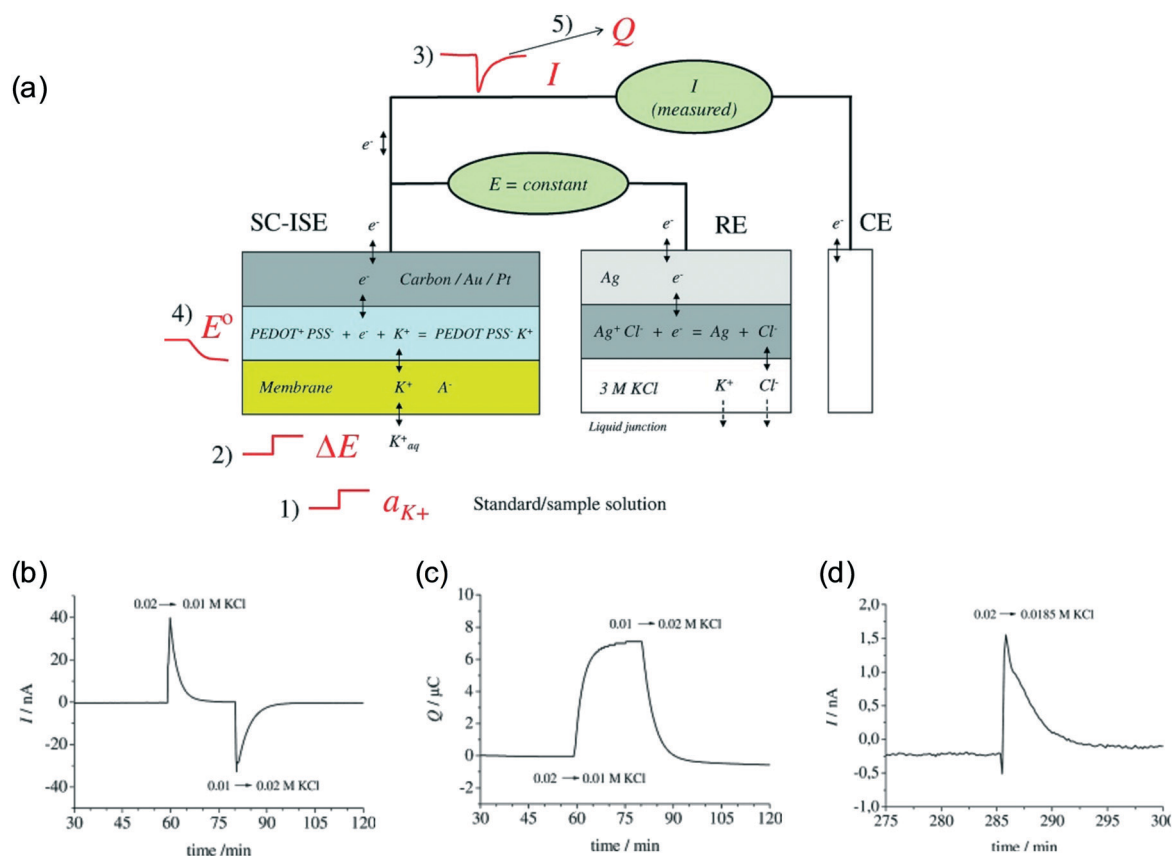 (a)
5)
Q
3)
I
I
(measured)
e-
E = constant
SC-ISE
e-
RE
e-
CE
e-
Carbon / Au / Pt
e-
Ag
e-
4)
E°
PEDOT+ PSS- + e- + K+ = PEDOT PSS- K+
Ag+ Cl- + e- = Ag + Cl-
Membrane K+ A-
3 M KCl K+ Cl-
Liquid junction
2)
ΔE
K+aq
1)
aK+
Standard/sample solution
(b)
0.02 → 0.01 M KCl
40
20
0
-20
-40
I / nA
0.01 → 0.02 M KCl
30 45 60 75 90 105 120
time /min
(c)
10
8
6
4
2
0
-2
Q / μC
0.01 → 0.02 M KCl
0.02 → 0.01 M KCl
30 45 60 75 90 105 120
time / min
(d)
2,0
1,5
1,0
0,5
0,0
-0,5
-1,0
I / nA
0.02 → 0.0185 M KCl
275 280 285 290 295 300
time / min